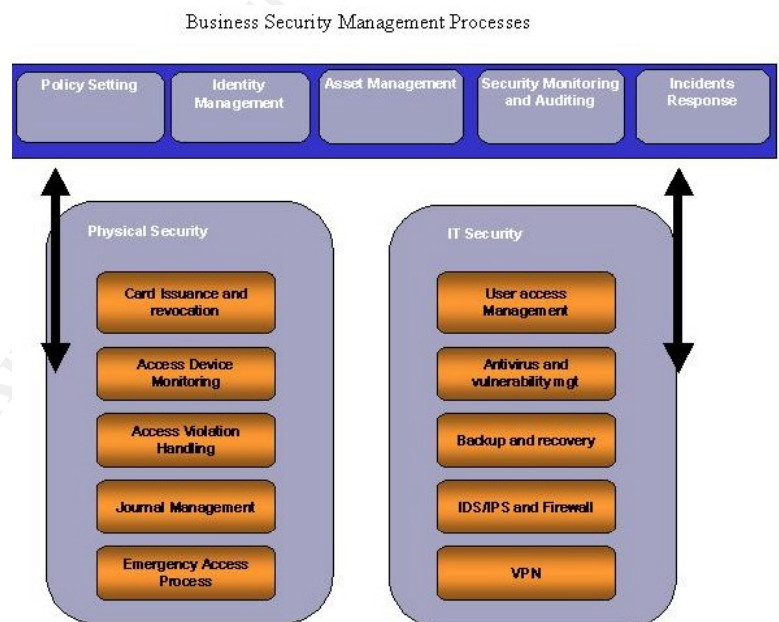 Business Security Management Processes
Policy Setting
Identity
Management
Asset Management
Security Monitoring
and Auditing
Incidents
Response
Physical Security
Card Issuance and
revocation
Access Device
Monitoring
Access Violation
Handling
Journal Management
Emergency Access
Process
IT Security
User access
Management
Antivirus and
vulnerability mgt
Backup and recovery
IDS/IPS and Firewall
VPN